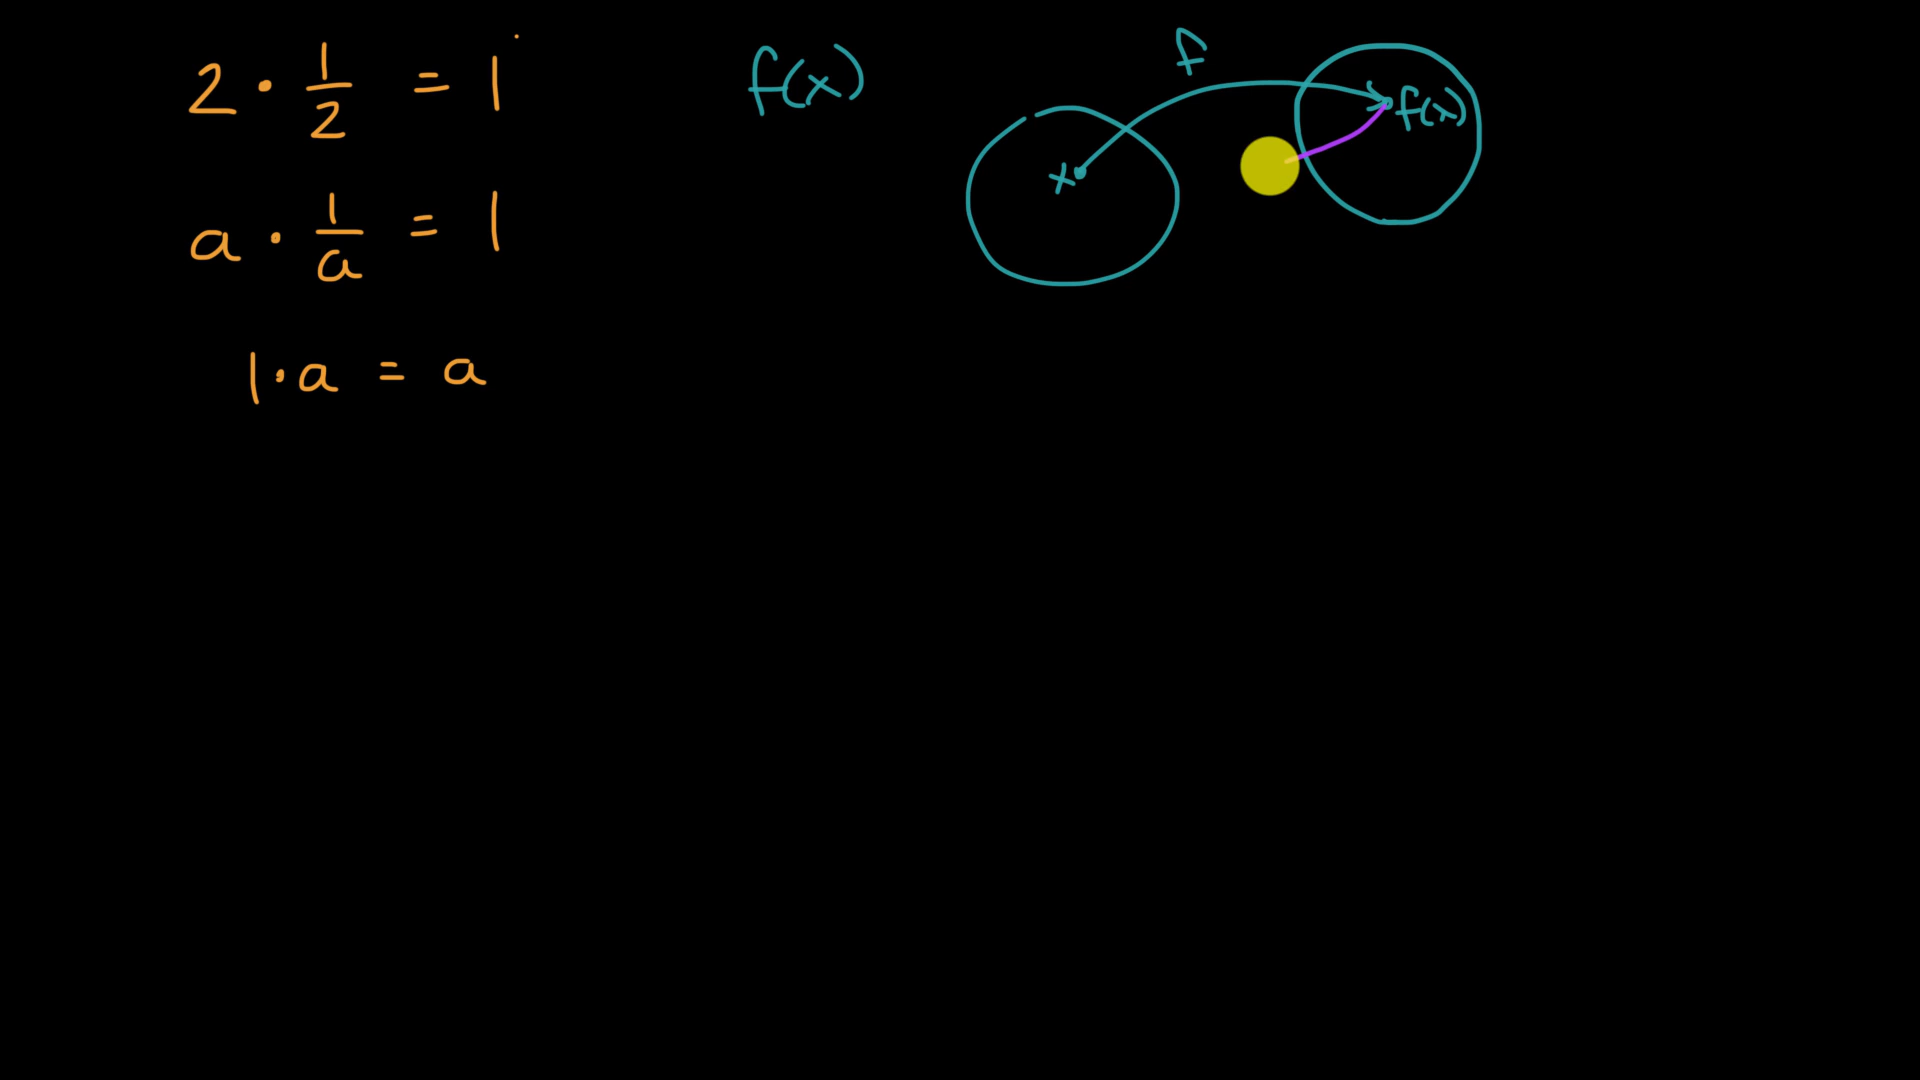 2 · 1/2 = 1
a · 1/a = 1
1 · a = a
f(x)
f
x
f(x)